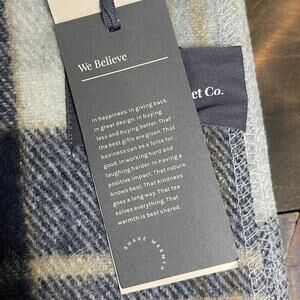 We Believe
In happiness. In giving back.
In great design. In buying
less and buying better. That
the best gifts are given. That
business can be a force for
good. In working hard and
laughing harder. In having a
positive impact. That nature
knows best. That kindness
goes a long way. That tea
solves everything. That
warmth is best shared.
SHARE WARMTH
et Co.